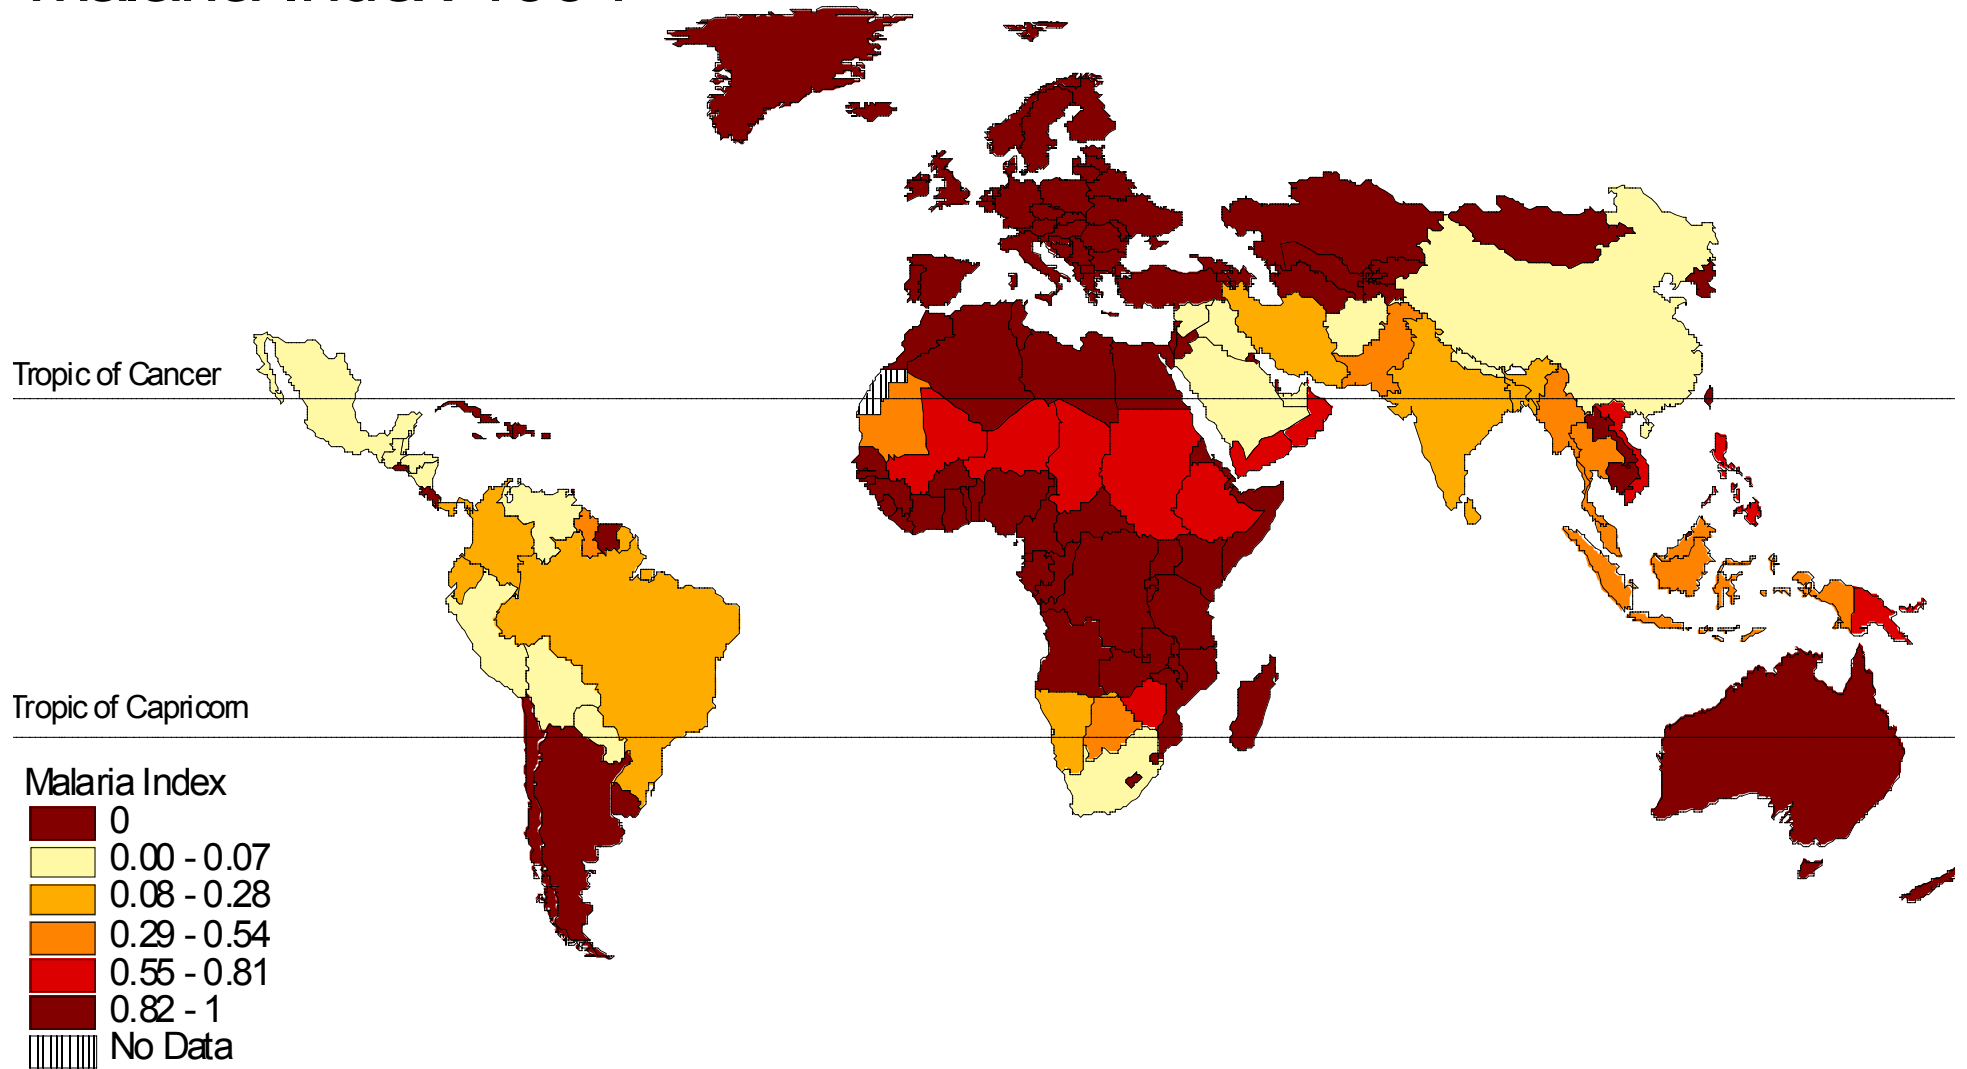 Tropic of Cancer
Tropic of Capricorn
Malaria Index
0
0.00 - 0.07
0.08 - 0.28
0.29 - 0.54
0.55 - 0.81
0.82 - 1
No Data